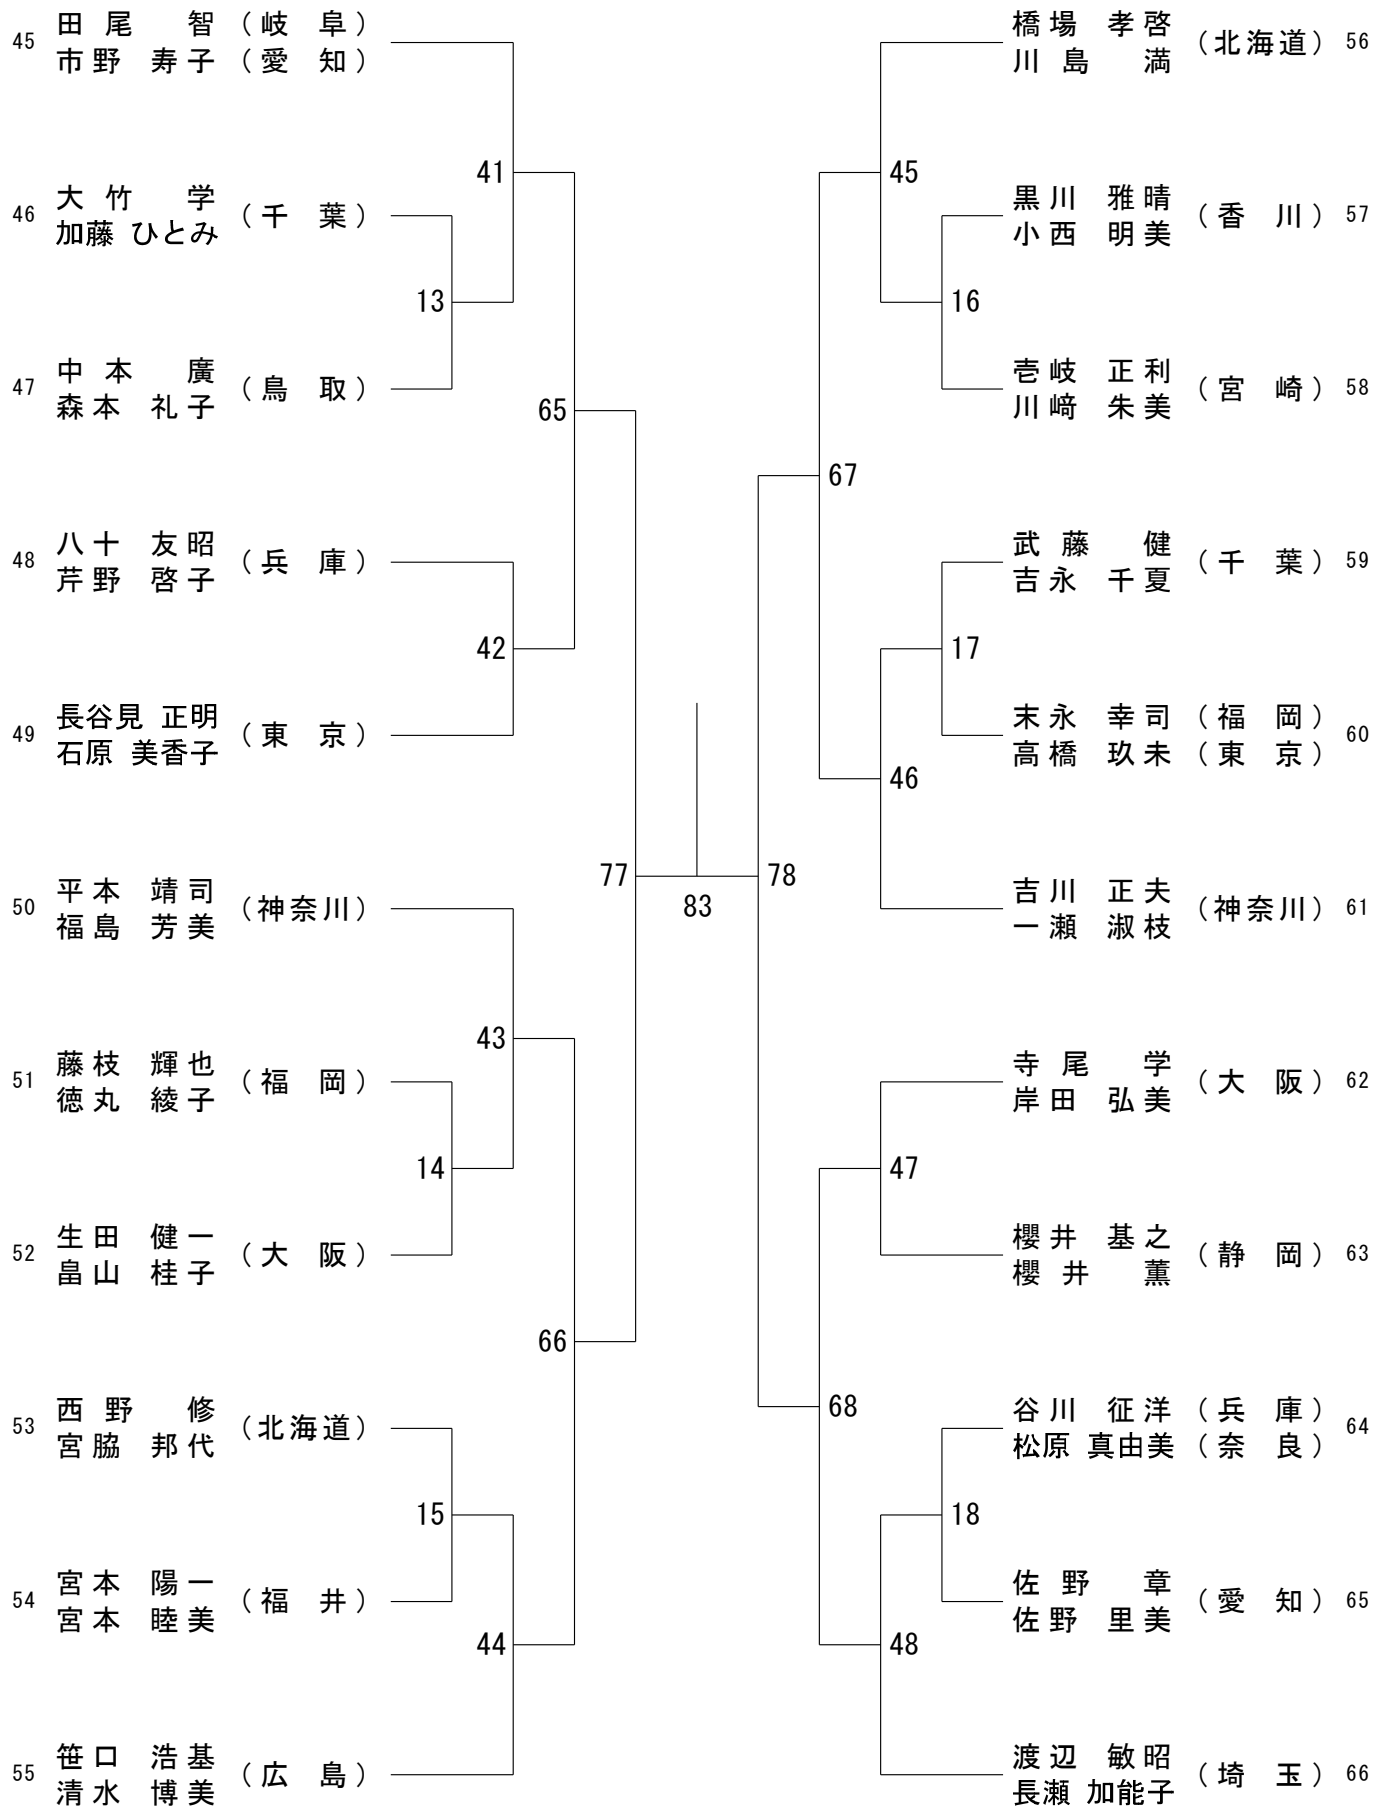 45 田尾 智 (岐阜)
市野 寿子 (愛知)
41
46 大竹 学 (千葉)
加藤 ひとみ
13
47 中本 廣 (鳥取)
森本 礼子
65
48 八十 友昭 (兵庫)
芹野 啓子
42
49 長谷見 正明 (東京)
石原 美香子
77
50 平本 靖司 (神奈川)
福島 芳美
43
51 藤枝 輝也 (福岡)
徳丸 綾子
14
52 生田 健一 (大阪)
畠山 桂子
66
53 西野 修 (北海道)
宮脇 邦代
15
54 宮本 陽一 (福井)
宮本 睦美
44
55 笹口 浩基 (広島)
清水 博美
83
橋場 孝啓 (北海道) 56
川島 満
45
黒川 雅晴 (香川) 57
小西 明美
16
壱岐 正利 (宮崎) 58
川﨑 朱美
67
武藤 健 (千葉) 59
吉永 千夏
17
末永 幸司 (福岡) 60
高橋 玖未 (東京)
46
78
吉川 正夫 (神奈川) 61
一瀬 淑枝
寺尾 学 (大阪) 62
岸田 弘美
47
櫻井 基之 (静岡) 63
櫻井 薫
68
谷川 征洋 (兵庫) 64
松原 真由美 (奈良)
18
佐野 章 (愛知) 65
佐野 里美
48
渡辺 敏昭 (埼玉) 66
長瀬 加能子